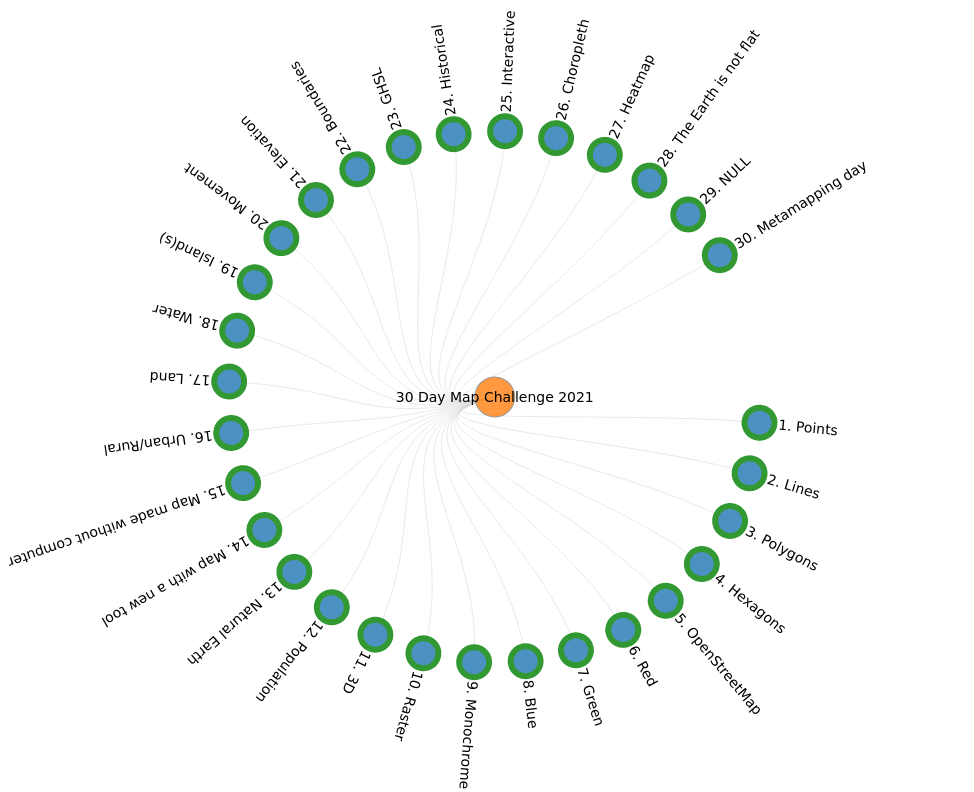 30 Day Map Challenge 2021
1. Points
2. Lines
3. Polygons
4. Hexagons
5. OpenStreetMap
6. Red
7. Green
8. Blue
9. Monochrome
10. Raster
11. 3D
12. Population
13. Natural Earth
14. Map with a new tool
15. Map made without computer
16. Urban/Rural
17. Land
18. Water
19. Island(s)
20. Movement
21. Elevation
22. Boundaries
23. GHSL
24. Historical
25. Interactive
26. Choropleth
27. Heatmap
28. The Earth is not flat
29. NULL
30. Metamapping day